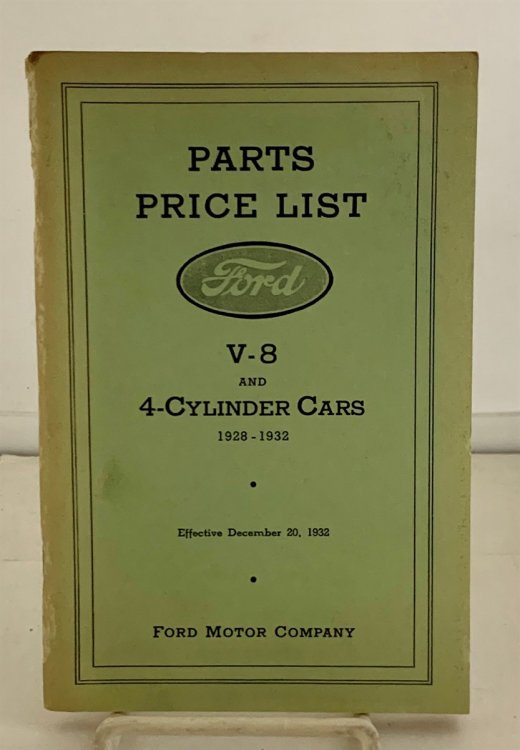 PARTS
PRICE LIST
Ford
V-8
AND
4-CYLINDER CARS
1928-1932
Effective December 20, 1932
FORD MOTOR COMPANY